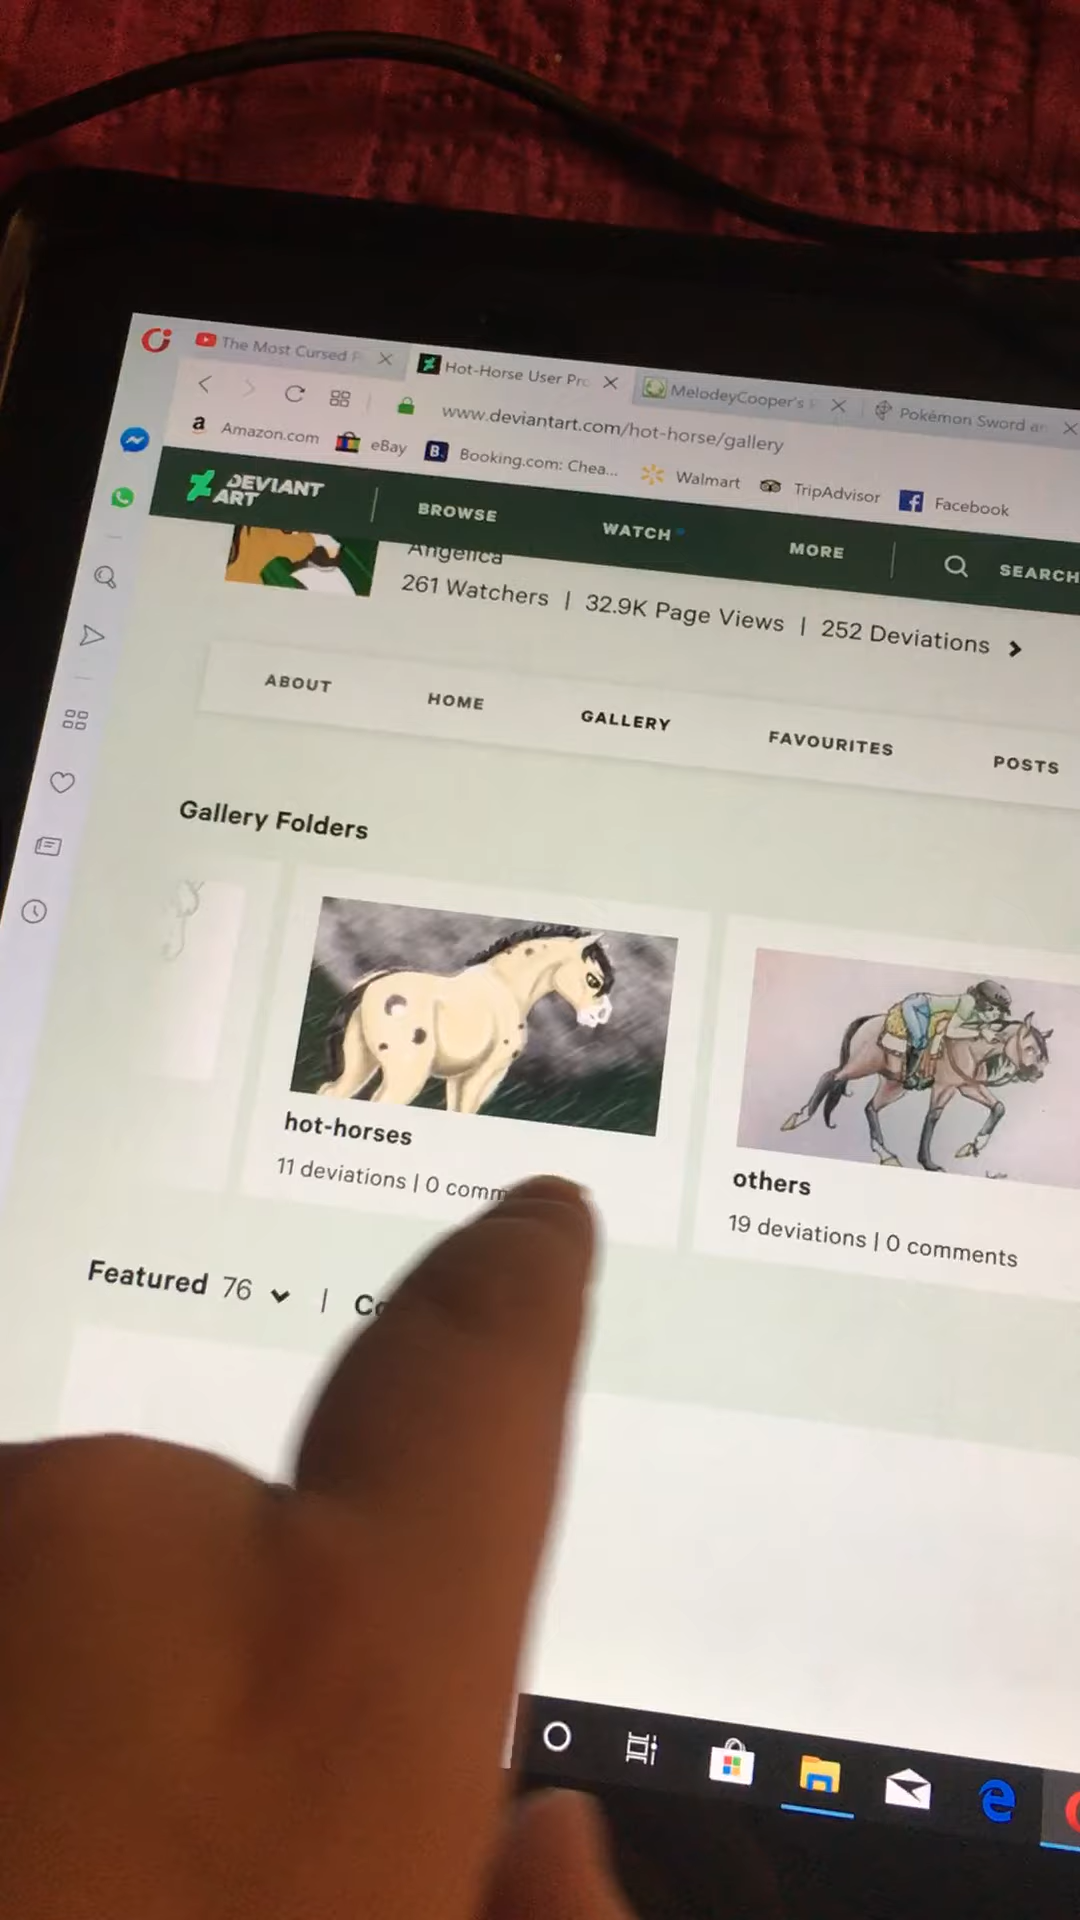 The Most Cursed
Hot-Horse User Pro
MelodeyCooper's
Pokémon Sword an
www.deviantart.com/hot-horse/gallery
Amazon.com
eBay
Booking.com: Chea...
Walmart
TripAdvisor
Facebook
DEVIANT
ART
BROWSE
WATCH
MORE
SEARCH
Angelica
261 Watchers | 32.9K Page Views | 252 Deviations
ABOUT
HOME
GALLERY
FAVOURITES
POSTS
Gallery Folders
hot-horses
11 deviations | 0 comm
others
19 deviations | 0 comments
Featured 76 |